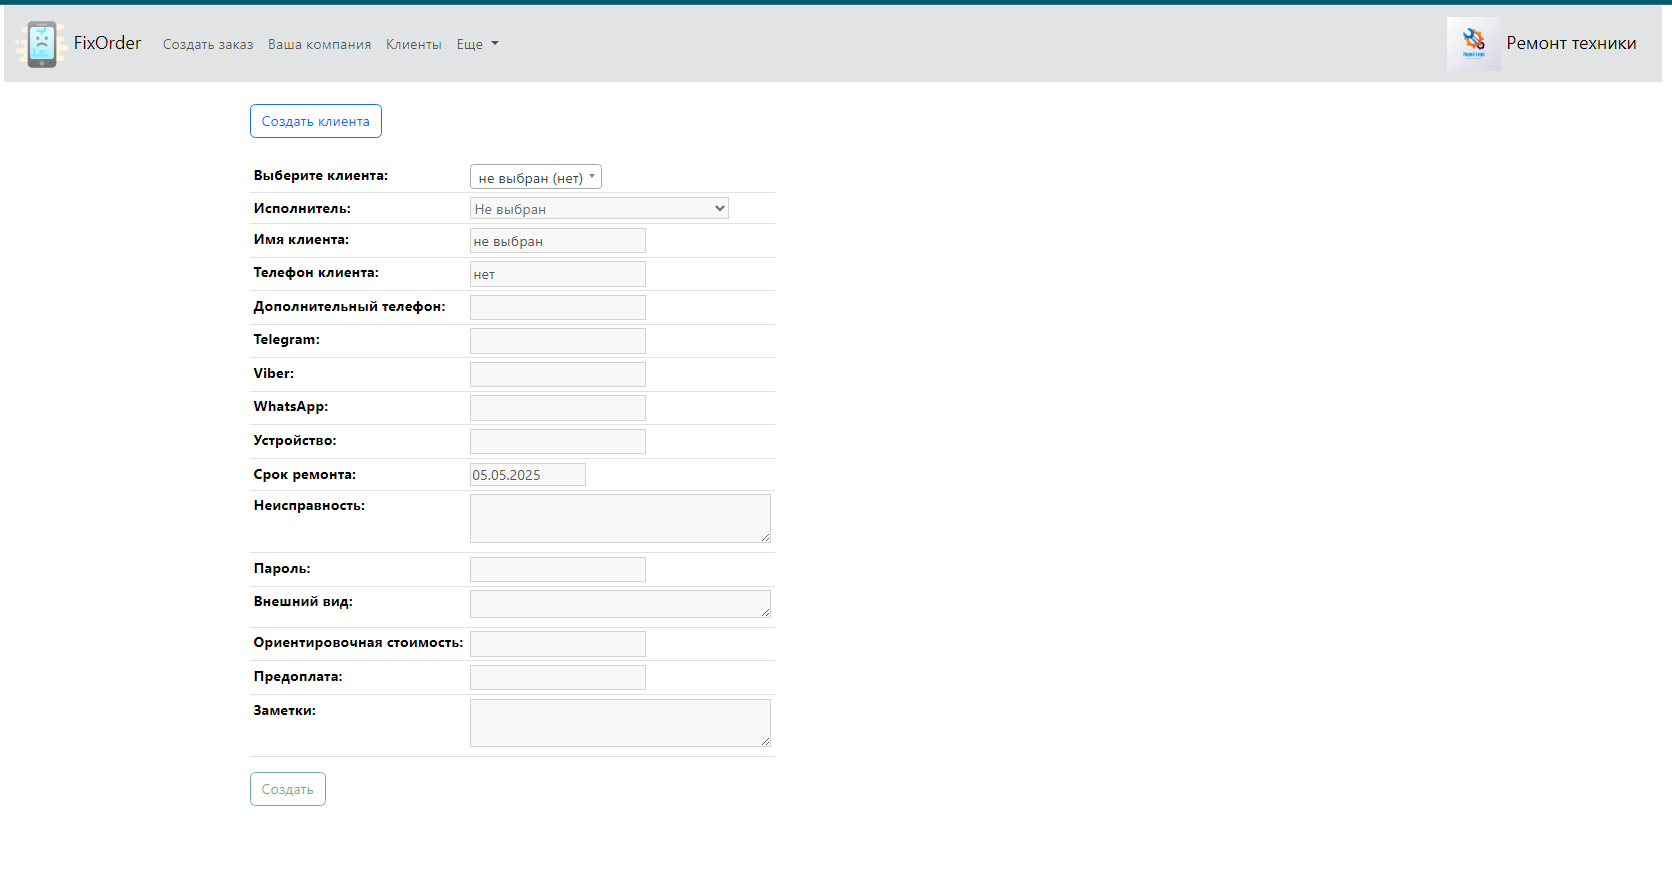 FixOrder Создать заказ Ваша компания Клиенты Еще Ремонт техники
Создать клиента
Выберите клиента: не выбран (нет)
Исполнитель: Не выбран
Имя клиента: не выбран
Телефон клиента: нет
Дополнительный телефон:
Telegram:
Viber:
WhatsApp:
Устройство:
Срок ремонта: 05.05.2025
Неисправность:
Пароль:
Внешний вид:
Ориентировочная стоимость:
Предоплата:
Заметки:
Создать